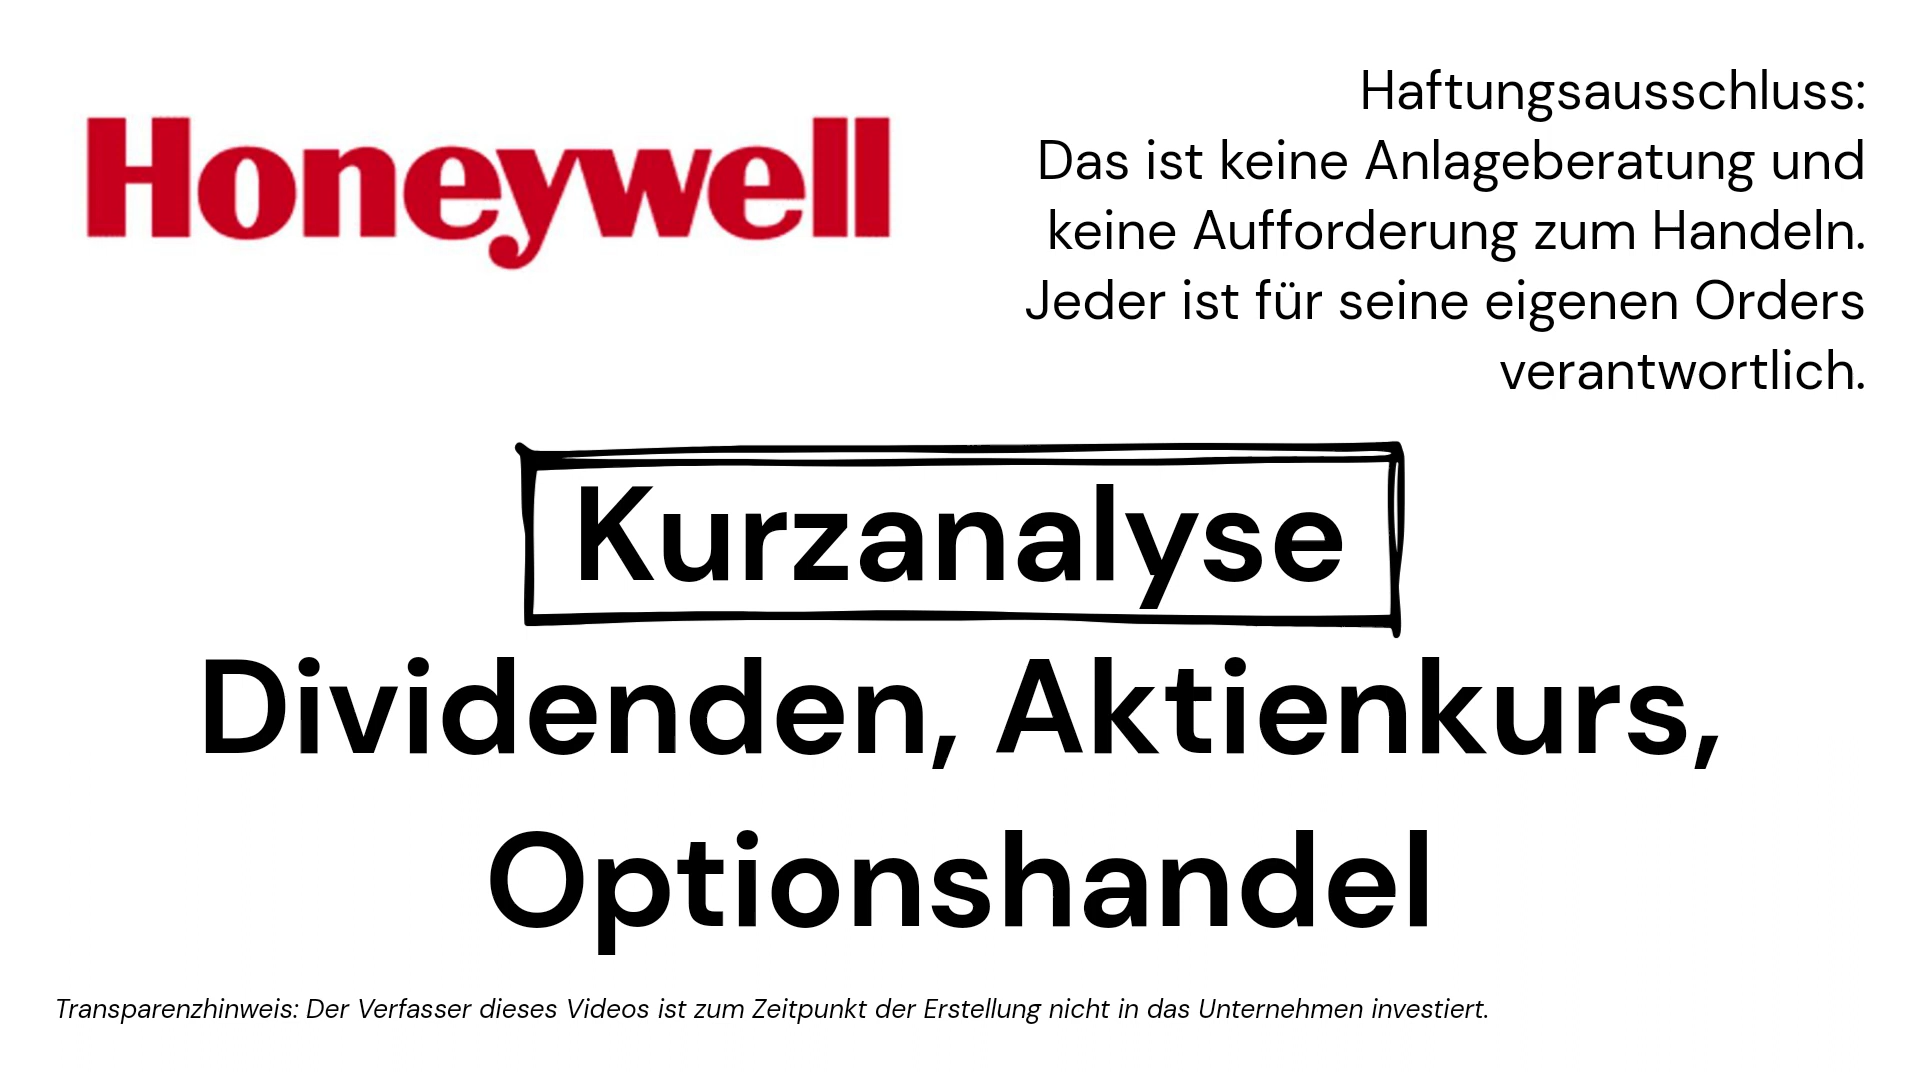 Honeywell
Haftungsausschluss:
Das ist keine Anlageberatung und
keine Aufforderung zum Handeln.
Jeder ist für seine eigenen Orders
verantwortlich.
Kurzanalyse
Dividenden, Aktienkurs,
Optionshandel
Transparenzhinweis: Der Verfasser dieses Videos ist zum Zeitpunkt der Erstellung nicht in das Unternehmen investiert.